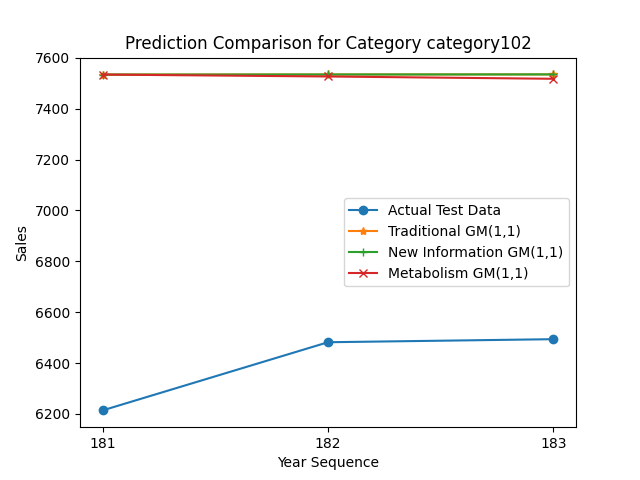 Prediction Comparison for Category category102
7600
7400
7200
7000
6800
6600
6400
6200
Sales
Actual Test Data
Traditional GM(1,1)
New Information GM(1,1)
Metabolism GM(1,1)
181
182
183
Year Sequence